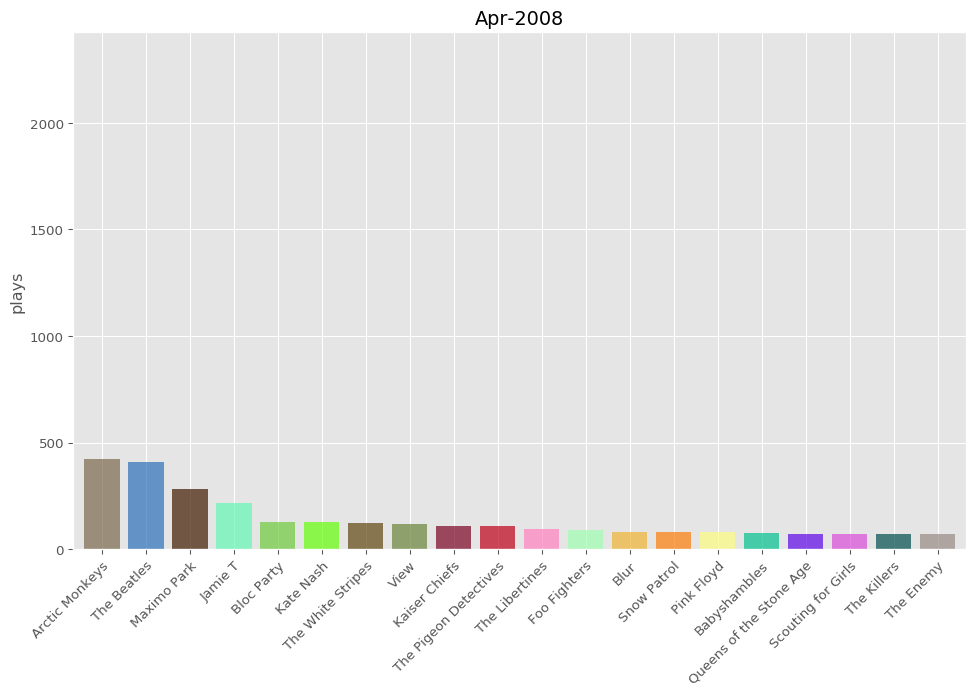 Apr-2008
plays
2000
1500
1000
500
0
Arctic Monkeys
The Beatles
Maximo Park
Jamie T
Bloc Party
Kate Nash
The White Stripes
View
Kaiser Chiefs
The Pigeon Detectives
The Libertines
Foo Fighters
Blur
Snow Patrol
Pink Floyd
Babyshambles
Queens of the Stone Age
Scouting for Girls
The Killers
The Enemy